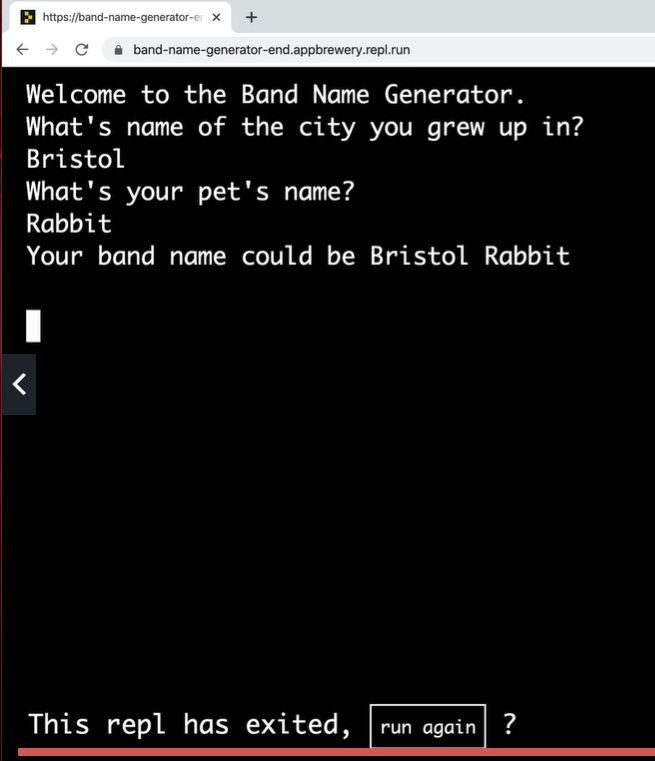 https://band-name-generator-er
band-name-generator-end.appbrewery.repl.run
Welcome to the Band Name Generator.
What's name of the city you grew up in?
Bristol
What's your pet's name?
Rabbit
Your band name could be Bristol Rabbit
This repl has exited, run again ?